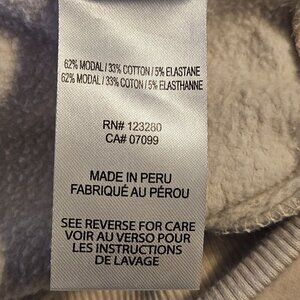 62% MODAL / 33% COTTON / 5% ELASTANE
62% MODAL / 33% COTON / 5% ELASTHANNE
RN# 123280
CA# 07099
MADE IN PERU
FABRIQUÉ AU PÉROU
SEE REVERSE FOR CARE
VOIR AU VERSO POUR
LES INSTRUCTIONS
DE LAVAGE